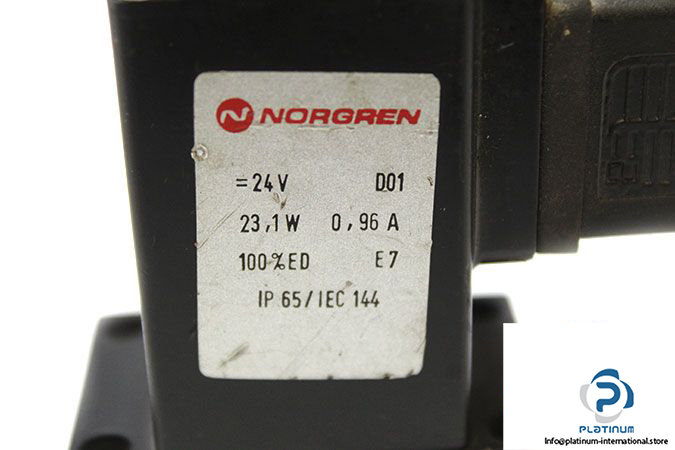 NORGREN
=24V D01
23,1W 0,96 A
100%ED E7
IP 65/IEC 144
PLATINUM
Info@platinum-international.store